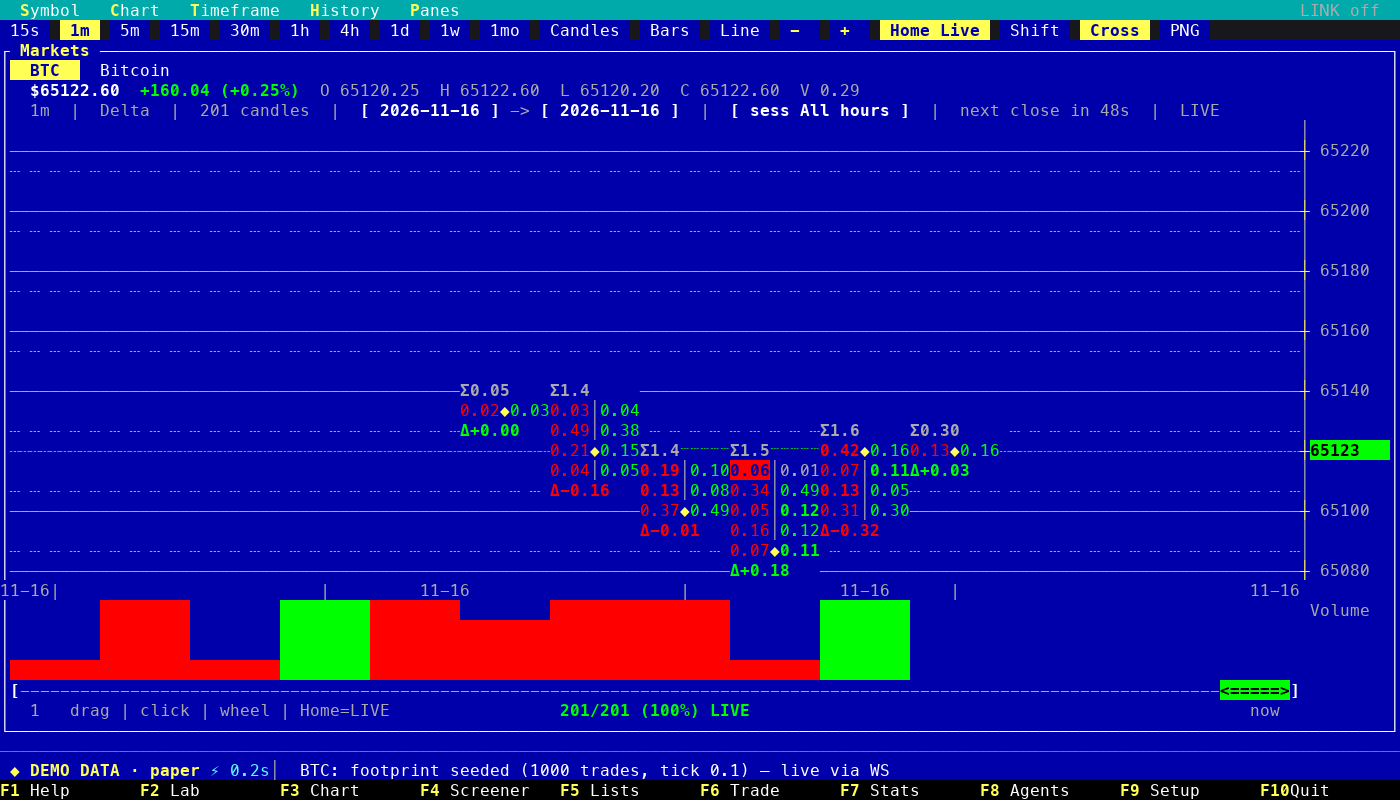 Symbol Chart Timeframe History Panes LINK off
15s 1m 5m 15m 30m 1h 4h 1d 1w 1mo Candles Bars Line − + Home Live Shift Cross PNG
Markets
BTC Bitcoin
$65122.60 +160.04 (+0.25%) O 65120.25 H 65122.60 L 65120.20 C 65122.60 V 0.29
1m | Delta | 201 candles | [ 2026−11−16 ] −> [ 2026−11−16 ] | [ sess All hours ] | next close in 48s | LIVE
65220
65200
65180
65160
Σ0.05 Σ1.4 65140
0.02◆0.03 0.03│0.04
Δ+0.00 0.49│0.38 Σ1.6 Σ0.30
0.21◆0.15 Σ1.4 Σ1.5 0.42◆0.16 0.13◆0.16 65123
0.04│0.05 0.19│0.10 0.06│0.01 0.07│0.11 Δ+0.03
Δ−0.16 0.13│0.08 0.34│0.49 0.13│0.05
0.37◆0.49 0.05│0.12 0.31│0.30 65100
Δ−0.01 0.16│0.12 Δ−0.32
0.07◆0.11
Δ+0.18 65080
11−16 | | 11−16 | 11−16 | 11−16
Volume
[ <=====> ]
1 drag | click | wheel | Home=LIVE 201/201 (100%) LIVE now
◆ DEMO DATA · paper ⚡ 0.2s│ BTC: footprint seeded (1000 trades, tick 0.1) — live via WS
F1 Help F2 Lab F3 Chart F4 Screener F5 Lists F6 Trade F7 Stats F8 Agents F9 Setup F10Quit